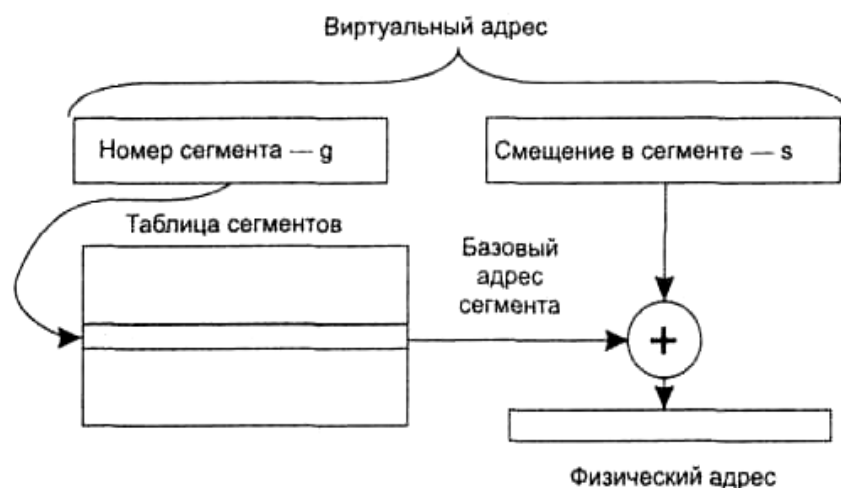 Виртуальный адрес
Номер сегмента — g
Смещение в сегменте — s
Таблица сегментов
Базовый
адрес
сегмента
+
Физический адрес